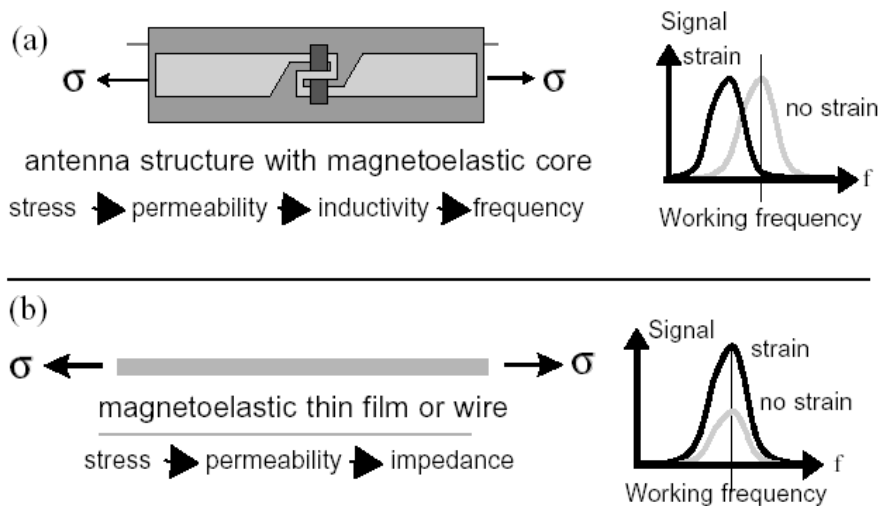 (a)
σ σ
antenna structure with magnetoelastic core
stress permeability inductivity frequency
Signal
strain
no strain
f
Working frequency
(b)
σ σ
magnetoelastic thin film or wire
stress permeability impedance
Signal
strain
no strain
f
Working frequency